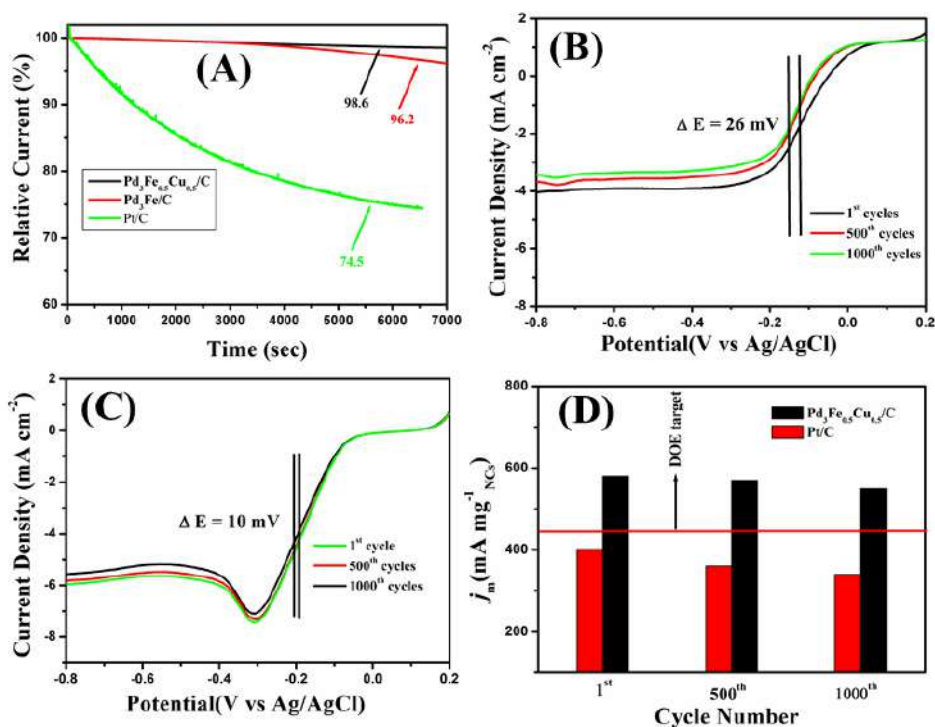 (A)
Relative Current (%)
100
90
80
70
60
98.6
96.2
74.5
Pd₃Fe₀.₅Cu₀.₅/C
Pd₃Fe/C
Pt/C
0 1000 2000 3000 4000 5000 6000 7000
Time (sec)
(B)
Current Density (mA cm⁻²)
2
0
-2
-4
-6
-8
Δ E = 26 mV
1ˢᵗ cycles
500ᵗʰ cycles
1000ᵗʰ cycles
-0.8 -0.6 -0.4 -0.2 0.0 0.2
Potential(V vs Ag/AgCl)
(C)
Current Density (mA cm⁻²)
2
0
-2
-4
-6
-8
Δ E = 10 mV
1ˢᵗ cycle
500ᵗʰ cycles
1000ᵗʰ cycles
-0.8 -0.6 -0.4 -0.2 0.0 0.2
Potential(V vs Ag/AgCl)
(D)
jₘ (mA mg⁻¹ NCs)
800
600
400
200
DOE target
Pd₃Fe₀.₅Cu₀.₅/C
Pt/C
1ˢᵗ 500ᵗʰ 1000ᵗʰ
Cycle Number